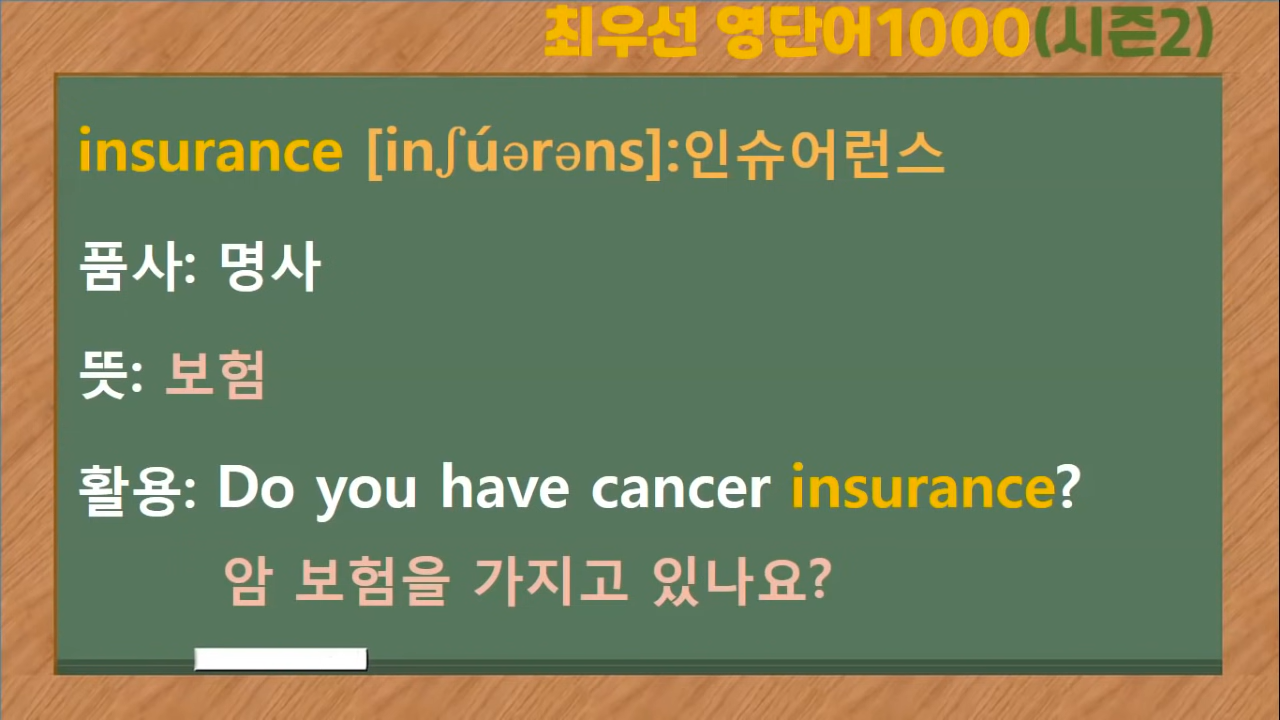 최우선 영단어1000(시즌2)
insurance [inʃúərəns]:인슈어런스
품사: 명사
뜻: 보험
활용: Do you have cancer insurance?
암 보험을 가지고 있나요?